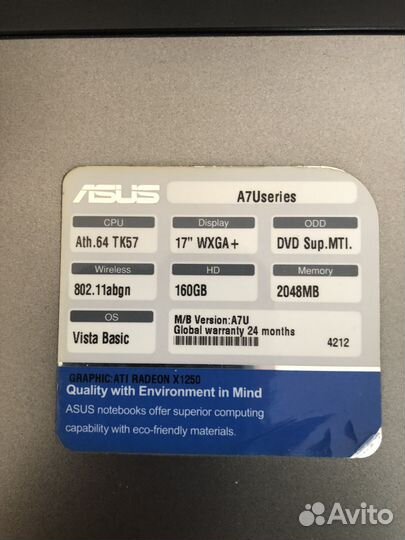 ASUS
A7Useries
CPU
Display
ODD
Ath.64 TK57
17" WXGA+
DVD Sup.MTI.
Wireless
HD
Memory
802.11abgn
160GB
2048MB
OS
Vista Basic
M/B Version:A7U
Global warranty 24 months
4212
GRAPHIC:ATI RADEON X1250
Quality with Environment in Mind
ASUS notebooks offer superior computing
capability with eco-friendly materials.
Avito